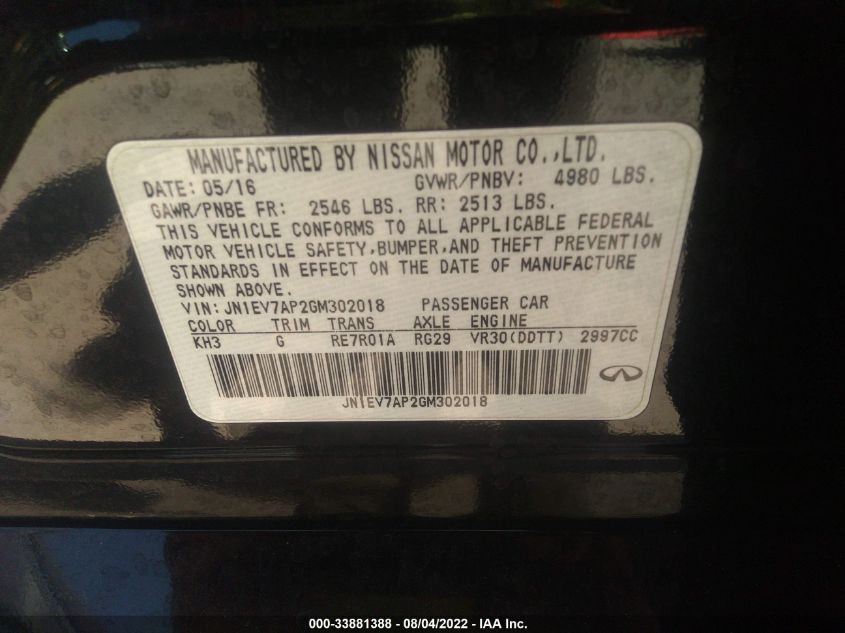 MANUFACTURED BY NISSAN MOTOR CO.,LTD.
DATE: 05/16 GVWR/PNBV: 4980 LBS.
GAWR/PNBE FR: 2546 LBS. RR: 2513 LBS.
THIS VEHICLE CONFORMS TO ALL APPLICABLE FEDERAL
MOTOR VEHICLE SAFETY,BUMPER,AND THEFT PREVENTION
STANDARDS IN EFFECT ON THE DATE OF MANUFACTURE
SHOWN ABOVE.
VIN: JN1EV7AP2GM302018 PASSENGER CAR
COLOR TRIM TRANS AXLE ENGINE
KH3 G RE7R01A RG29 VR30(DDTT) 2997CC
JN1EV7AP2GM302018
000-33881388 - 08/04/2022 - IAA Inc.